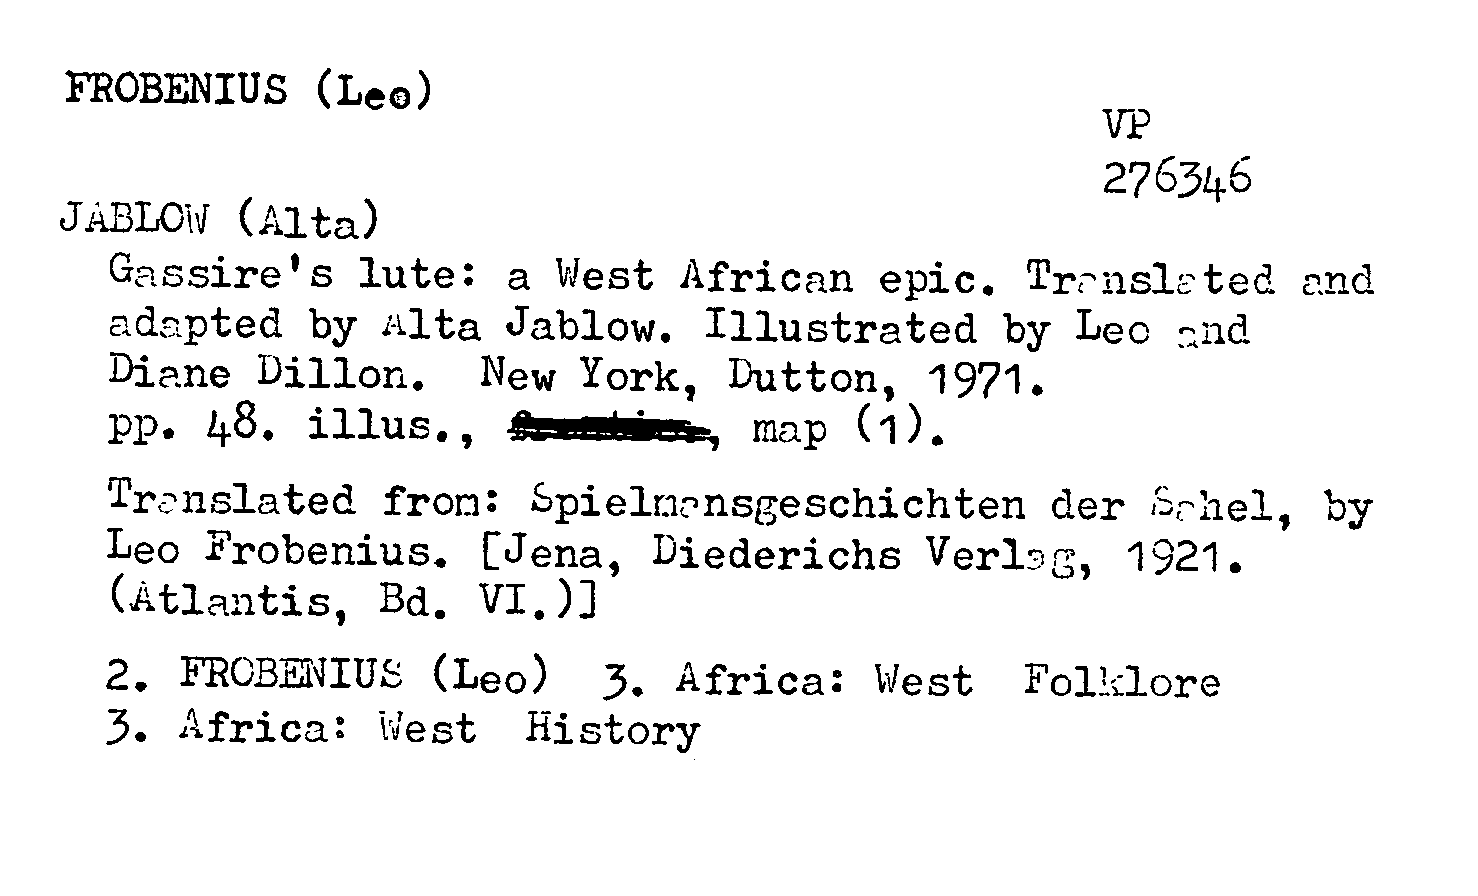 FROBENIUS (Leo)
VP
276346
JABLOW (Alta)
Gassire's lute: a West African epic. Translated and
adapted by Alta Jablow. Illustrated by Leo and
Diane Dillon. New York, Dutton, 1971.
pp. 48. illus., map (1).
Translated from: Spielmansgeschichten der Sahel, by
Leo Frobenius. [Jena, Diederichs Verlag, 1921.
(Atlantis, Bd. VI.)]
2. FROBENIUS (Leo) 3. Africa: West Folklore
3. Africa: West History